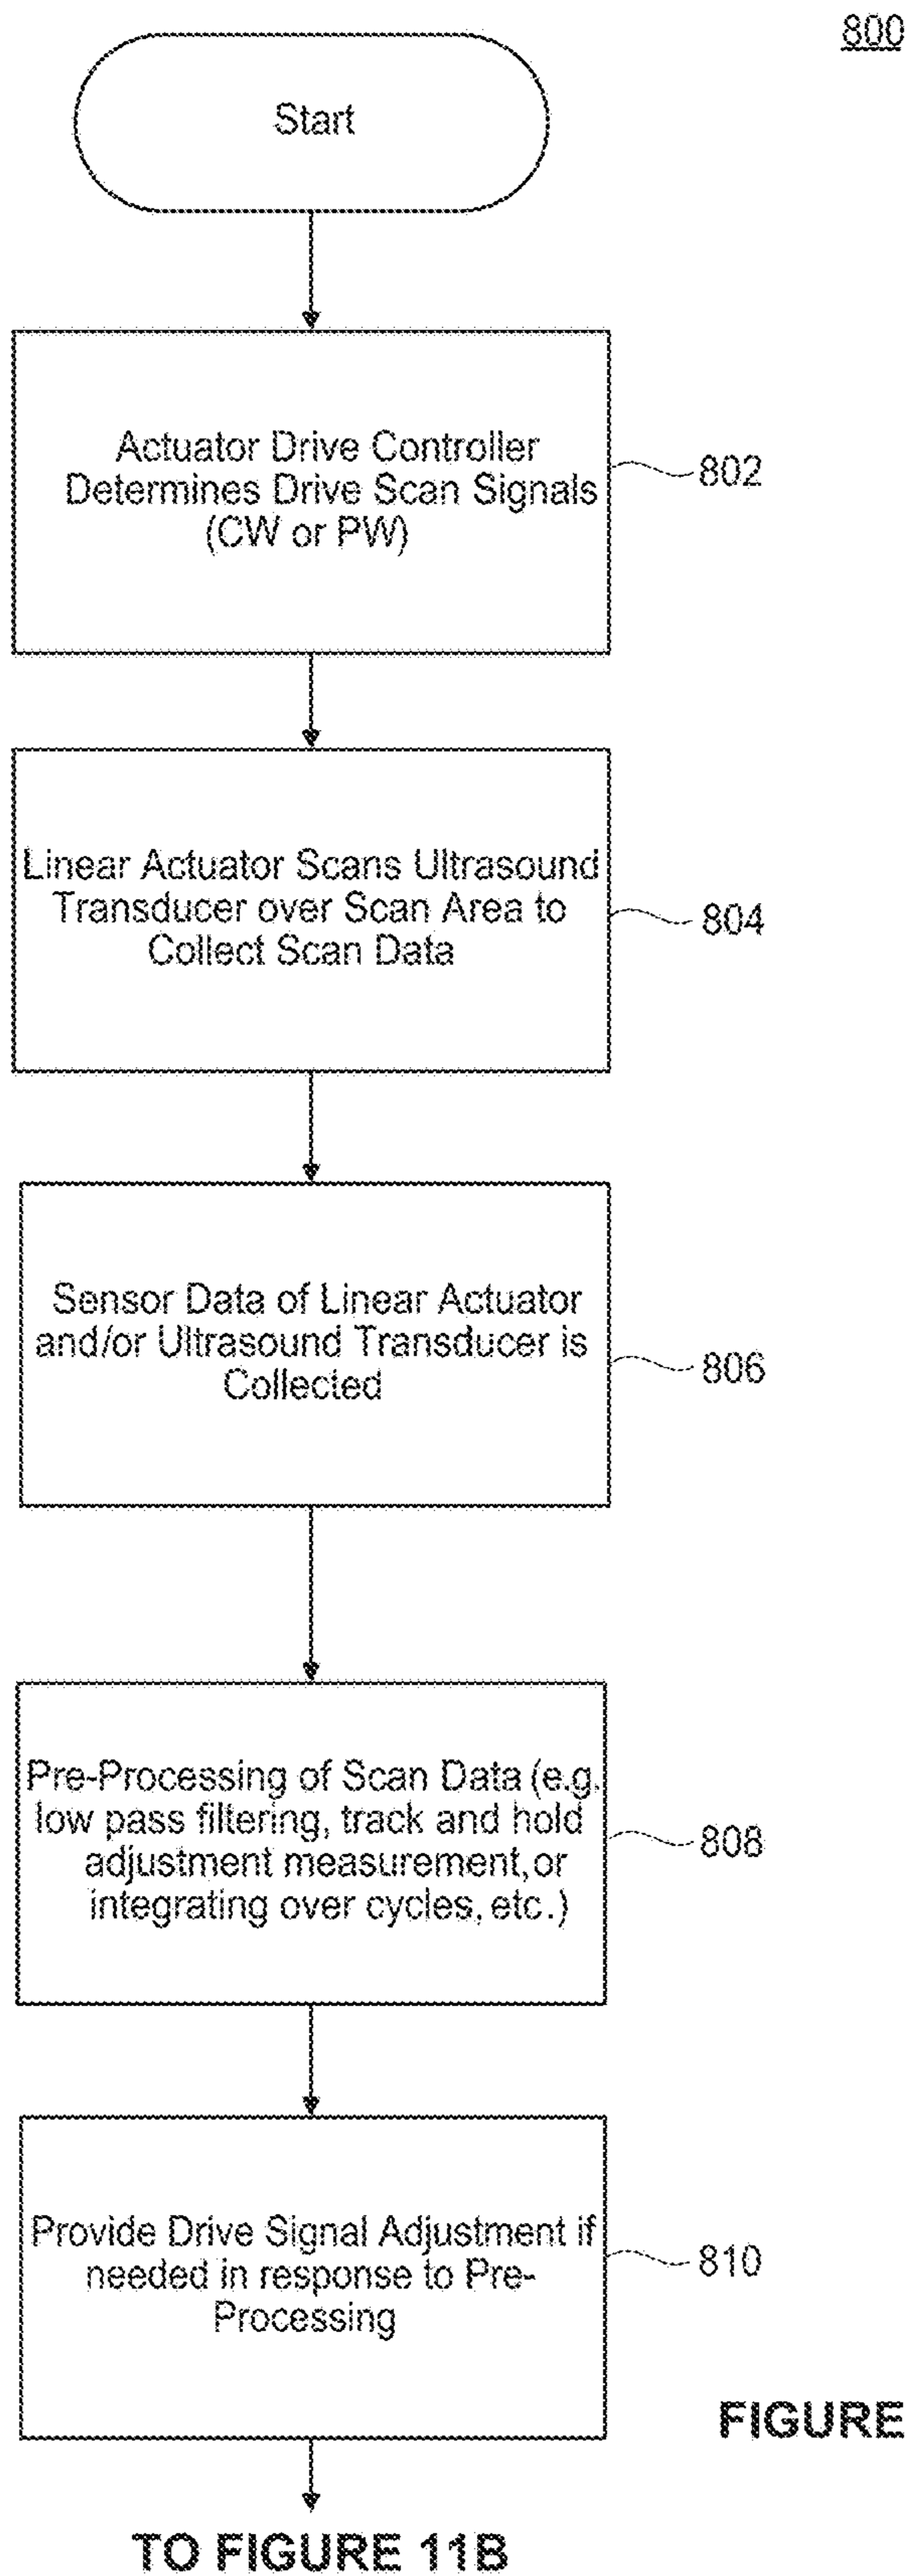 800
Start
Actuator Drive Controller
Determines Drive Scan Signals
(CW or PW)
802
Linear Actuator Scans Ultrasound
Transducer over Scan Area to
Collect Scan Data
804
Sensor Data of Linear Actuator
and/or Ultrasound Transducer is
Collected
806
Pre-Processing of Scan Data (e.g.
low pass filtering, track and hold
adjustment measurement, or
integrating over cycles, etc.)
808
Provide Drive Signal Adjustment if
needed in response to Pre-
Processing
810
FIGURE
TO FIGURE 11B